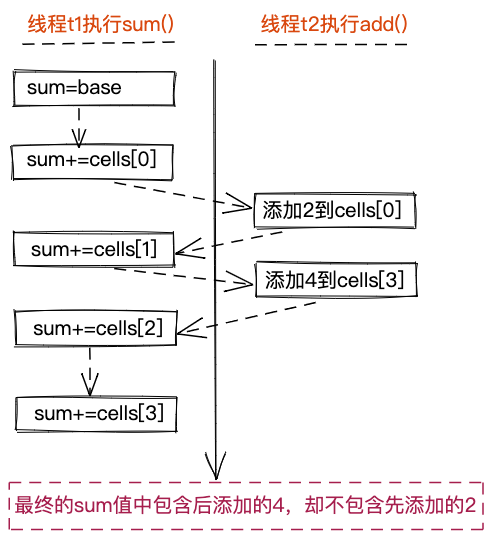 线程t1执行sum()
线程t2执行add()
sum=base
sum+=cells[0]
添加2到cells[0]
sum+=cells[1]
添加4到cells[3]
sum+=cells[2]
sum+=cells[3]
最终的sum值中包含后添加的4，却不包含先添加的2